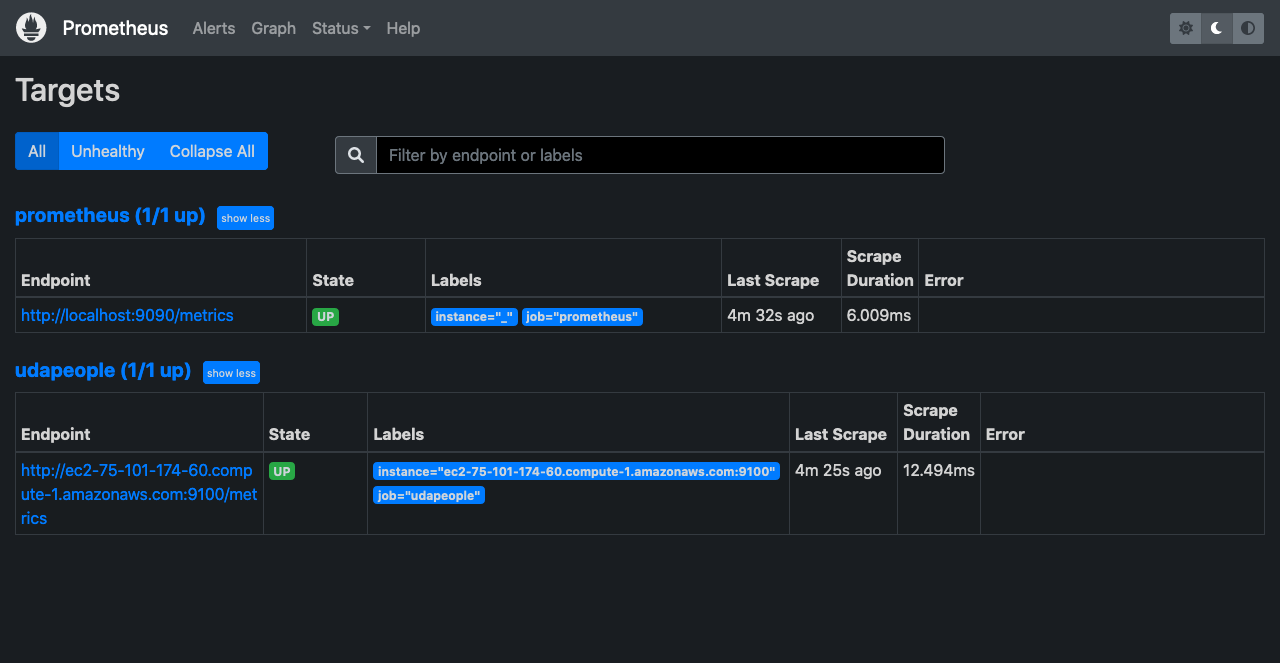 Prometheus Alerts Graph Status Help
Targets
All Unhealthy Collapse All
Filter by endpoint or labels
prometheus (1/1 up) show less
Endpoint State Labels Last Scrape Scrape Duration Error
http://localhost:9090/metrics UP instance="_" job="prometheus" 4m 32s ago 6.009ms
udapeople (1/1 up) show less
Endpoint State Labels Last Scrape Scrape Duration Error
http://ec2-75-101-174-60.comp UP instance="ec2-75-101-174-60.compute-1.amazonaws.com:9100" 4m 25s ago 12.494ms
ute-1.amazonaws.com:9100/met job="udapeople"
rics